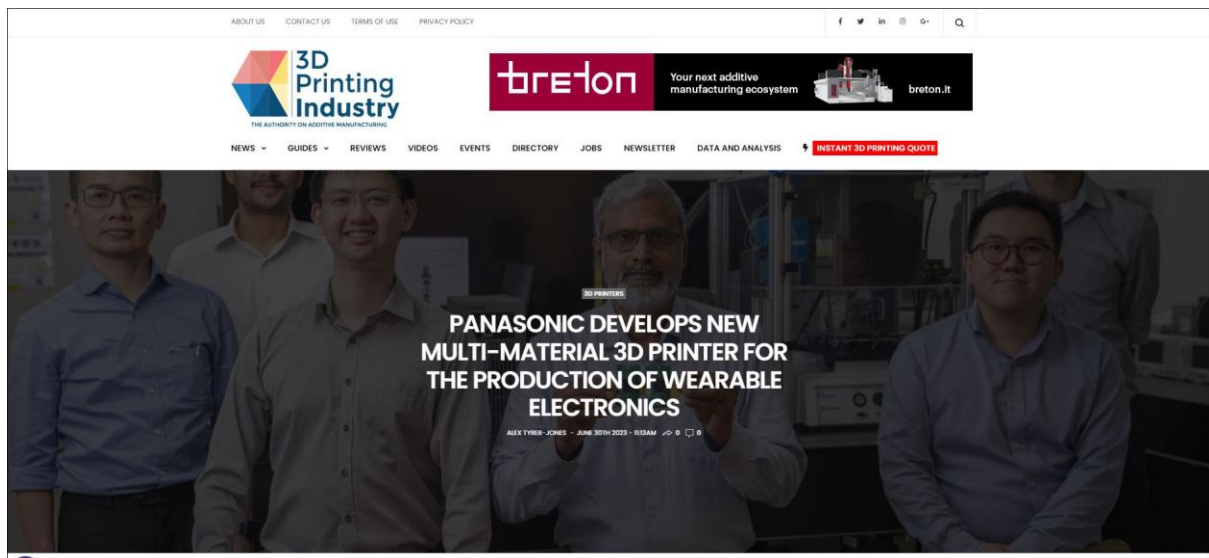 ABOUT US CONTACT US TERMS OF USE PRIVACY POLICY
3D
Printing
Industry
THE AUTHORITY ON ADDITIVE MANUFACTURING
breton
Your next additive
manufacturing ecosystem
breton.it
NEWS GUIDES REVIEWS VIDEOS EVENTS DIRECTORY JOBS NEWSLETTER DATA AND ANALYSIS INSTANT 3D PRINTING QUOTE
3D PRINTERS
PANASONIC DEVELOPS NEW
MULTI-MATERIAL 3D PRINTER FOR
THE PRODUCTION OF WEARABLE
ELECTRONICS
ALEX TYRER-JONES - JUNE 30TH 2023 - 11:13AM 0 0